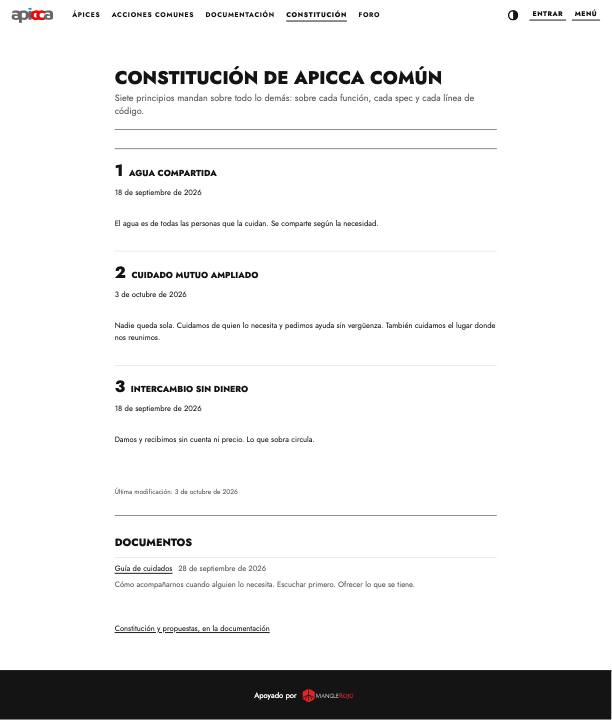 apicca
ÁPICES
ACCIONES COMUNES
DOCUMENTACIÓN
CONSTITUCIÓN
FORO
ENTRAR
MENÚ
CONSTITUCIÓN DE APICCA COMÚN
Siete principios mandan sobre todo lo demás: sobre cada función, cada spec y cada línea de
código.
1 AGUA COMPARTIDA
18 de septiembre de 2026
El agua es de todas las personas que la cuidan. Se comparte según la necesidad.
2 CUIDADO MUTUO AMPLIADO
3 de octubre de 2026
Nadie queda sola. Cuidamos de quien lo necesita y pedimos ayuda sin vergüenza. También cuidamos el lugar donde
nos reunimos.
3 INTERCAMBIO SIN DINERO
18 de septiembre de 2026
Damos y recibimos sin cuenta ni precio. Lo que sobra circula.
Última modificación: 3 de octubre de 2026
DOCUMENTOS
Guía de cuidados 28 de septiembre de 2026
Cómo acompañarnos cuando alguien lo necesita. Escuchar primero. Ofrecer lo que se tiene.
Constitución y propuestas, en la documentación
Apoyado por MANGLEROJO